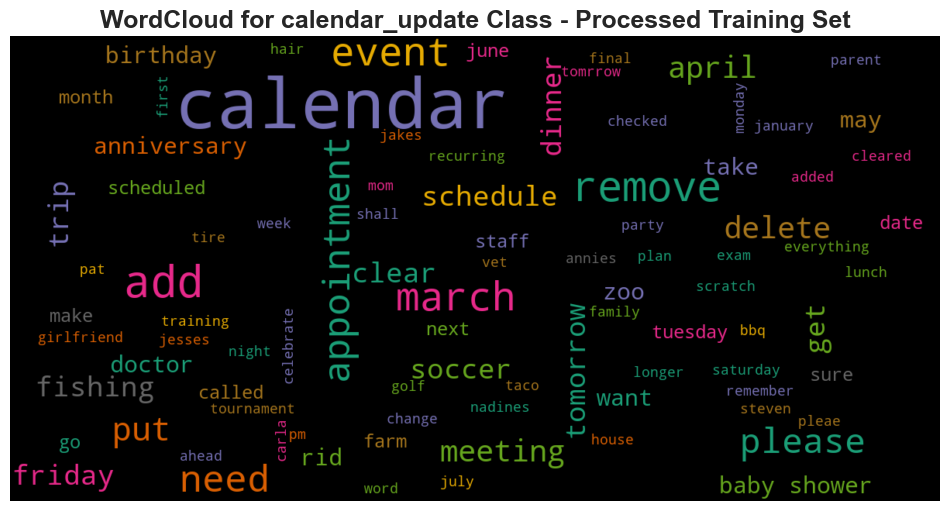 WordCloud for calendar_update Class - Processed Training Set
birthday hair event june final april parent
month first calendar dinner tomrrow monday checked january may
anniversary jakes recurring take cleared
trip scheduled mom schedule remove added
week shall party delete date
tire appointment staff everything
pat add clear vet annies plan exam lunch
march zoo scratch
make training next family tuesday bbq get
girlfriend jesses celebrate tomorrow
doctor night soccer longer saturday sure
fishing called golf taco want remember
tournament change nadines steven
put carla pm farm house pleae
go ahead rid meeting please
friday need word july baby shower